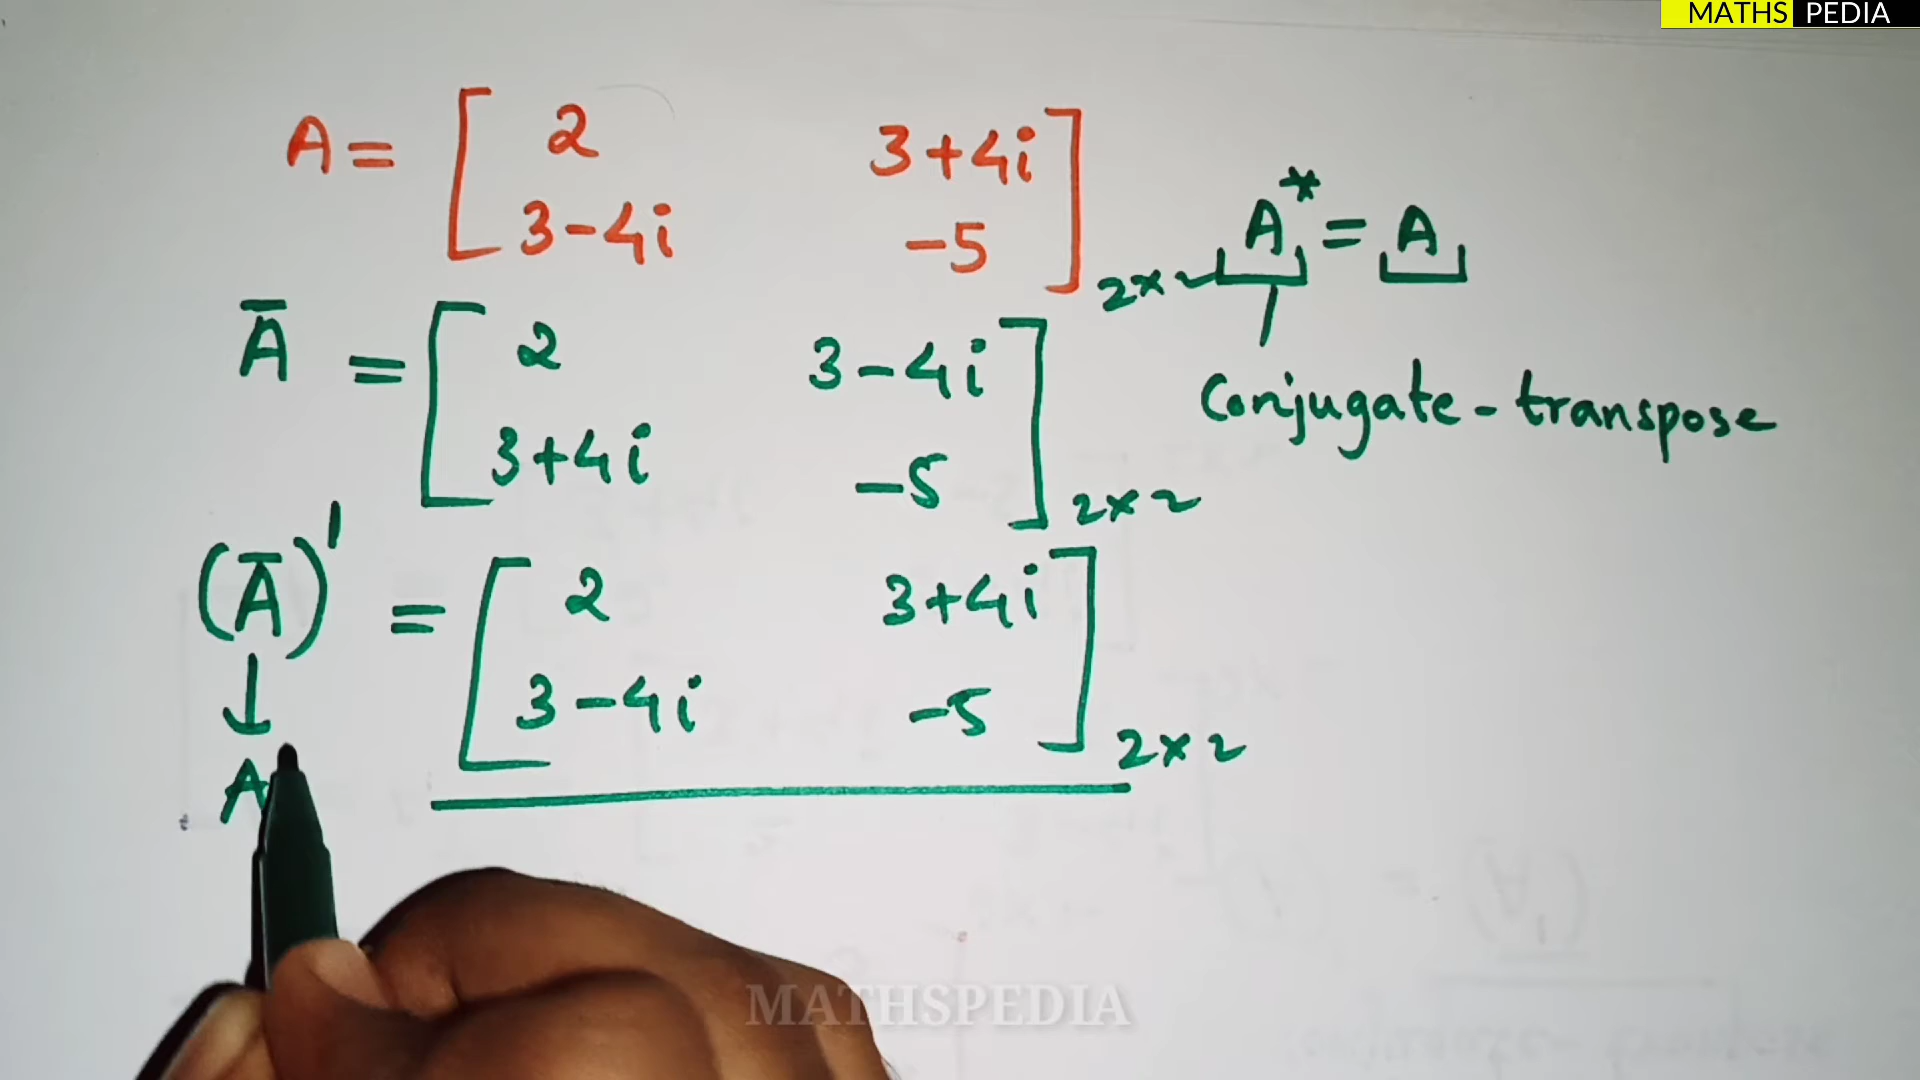 MATHS PEDIA
A = [ 2 3+4i
3-4i -5 ] 2×2
A* = A
Conjugate-transpose
Ā = [ 2 3-4i
3+4i -5 ] 2×2
(Ā)' = [ 2 3+4i
3-4i -5 ] 2×2
↓
A
MATHSPEDIA